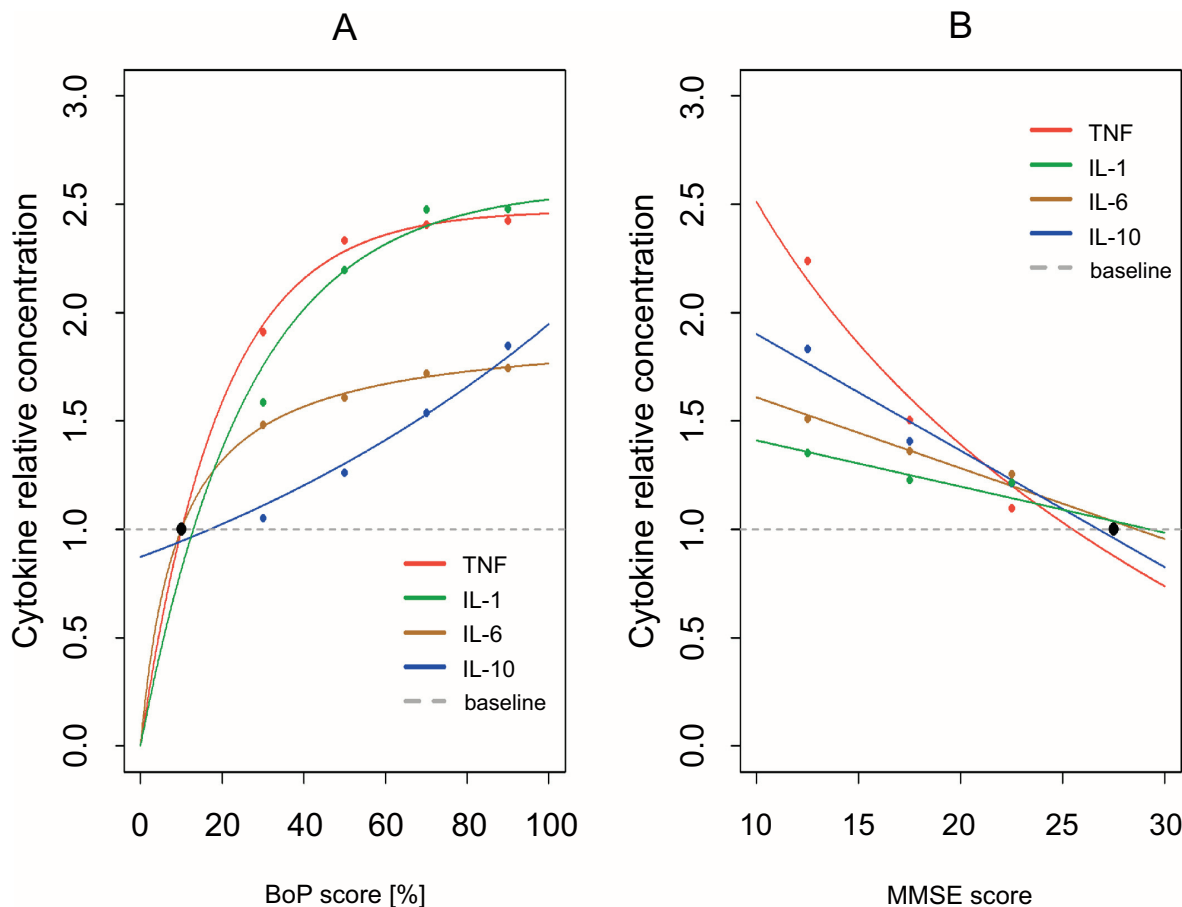 A
Cytokine relative concentration
3.0
2.5
2.0
1.5
1.0
0.5
0.0
TNF
IL-1
IL-6
IL-10
baseline
0 20 40 60 80 100
BoP score [%]
B
Cytokine relative concentration
3.0
2.5
2.0
1.5
1.0
0.5
0.0
TNF
IL-1
IL-6
IL-10
baseline
10 15 20 25 30
MMSE score